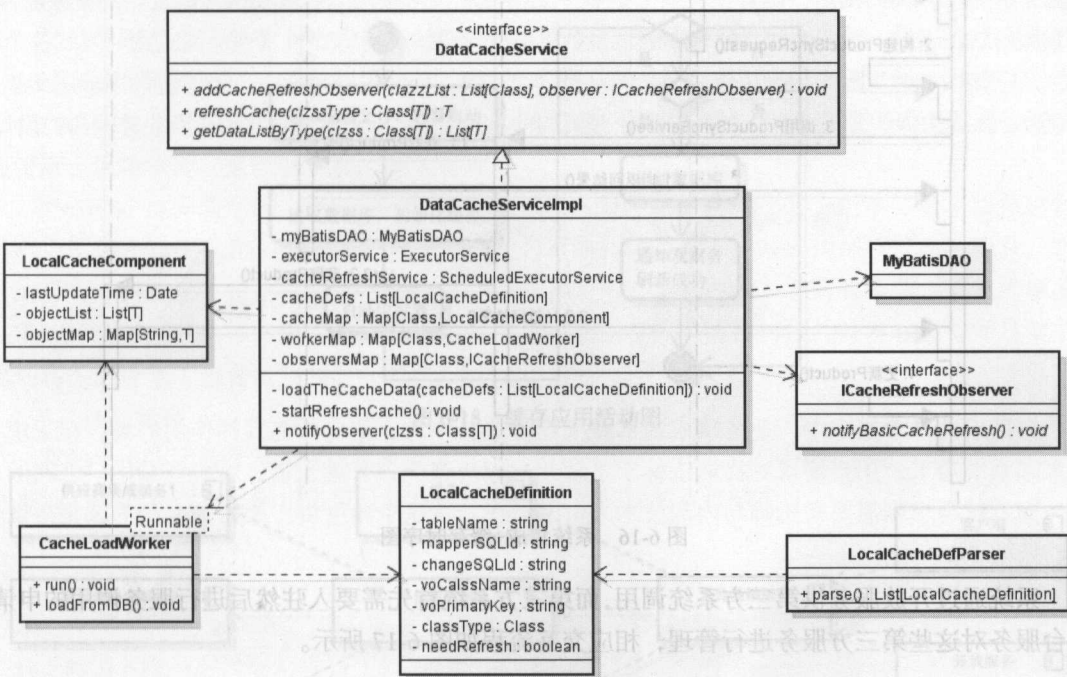 <<interface>>
DataCacheService
+ addCacheRefreshObserver(clazzList : List[Class], observer : ICacheRefreshObserver) : void
+ refreshCache(clzssType : Class[T]) : T
+ getDataListByType(clzss : Class[T]) : List[T]
DataCacheServiceImpl
- myBatisDAO : MyBatisDAO
- executorService : ExecutorService
- cacheRefreshService : ScheduledExecutorService
- cacheDefs : List[LocalCacheDefinition]
- cacheMap : Map[Class,LocalCacheComponent]
- workerMap : Map[Class,CacheLoadWorker]
- observersMap : Map[Class,ICacheRefreshObserver]
- loadTheCacheData(cacheDefs : List[LocalCacheDefinition]) : void
- startRefreshCache() : void
+ notifyObserver(clzss : Class[T]) : void
LocalCacheComponent
- lastUpdateTime : Date
- objectList : List[T]
- objectMap : Map[String,T]
MyBatisDAO
<<interface>>
ICacheRefreshObserver
+ notifyBasicCacheRefresh() : void
Runnable
CacheLoadWorker
+ run() : void
+ loadFromDB() : void
LocalCacheDefinition
- tableName : string
- mapperSQLId : string
- changeSQLId : string
- voCalssName : string
- voPrimaryKey : string
- classType : Class
- needRefresh : boolean
LocalCacheDefParser
+ parse() : List[LocalCacheDefinition]